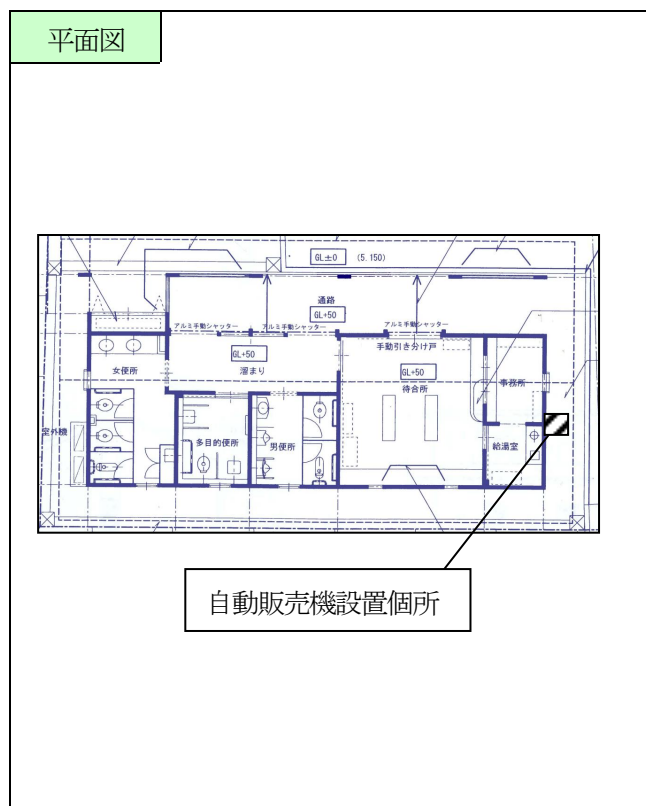 平面図
GL±0 (5.150)
通路
GL+50
アルミ手動シャッター アルミ手動シャッター アルミ手動シャッター
手動引き分け戸
GL+50
溜まり
女便所
GL+50
待合所
事務所
室外機
多目的便所
男便所
給湯室
自動販売機設置個所